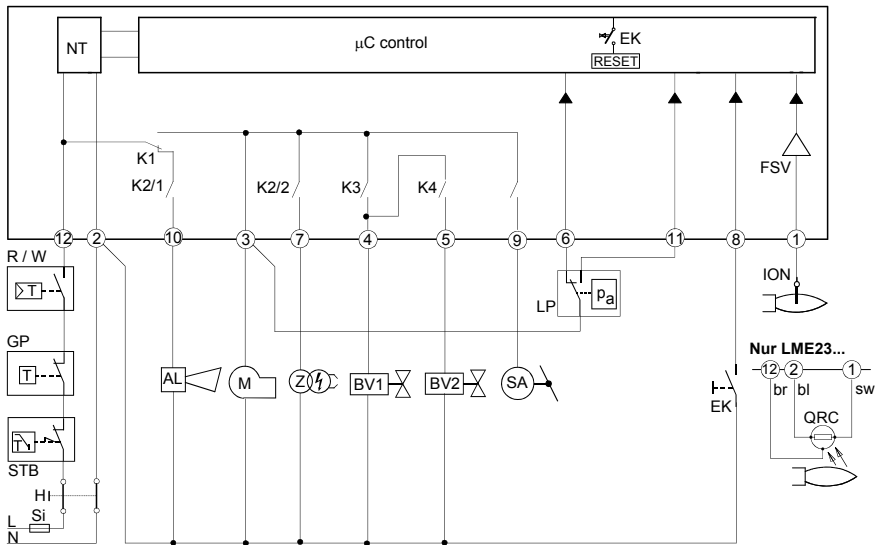 NT
µC control
EK
RESET
K1
K2/1
K2/2
K3
K4
FSV
12
2
10
3
7
4
5
9
6
11
8
1
R / W
T
GP
T
STB
T
H
L
Si
N
AL
M
Z
BV1
BV2
SA
LP
pa
EK
ION
Nur LME23...
12
2
1
br
bl
sw
QRC